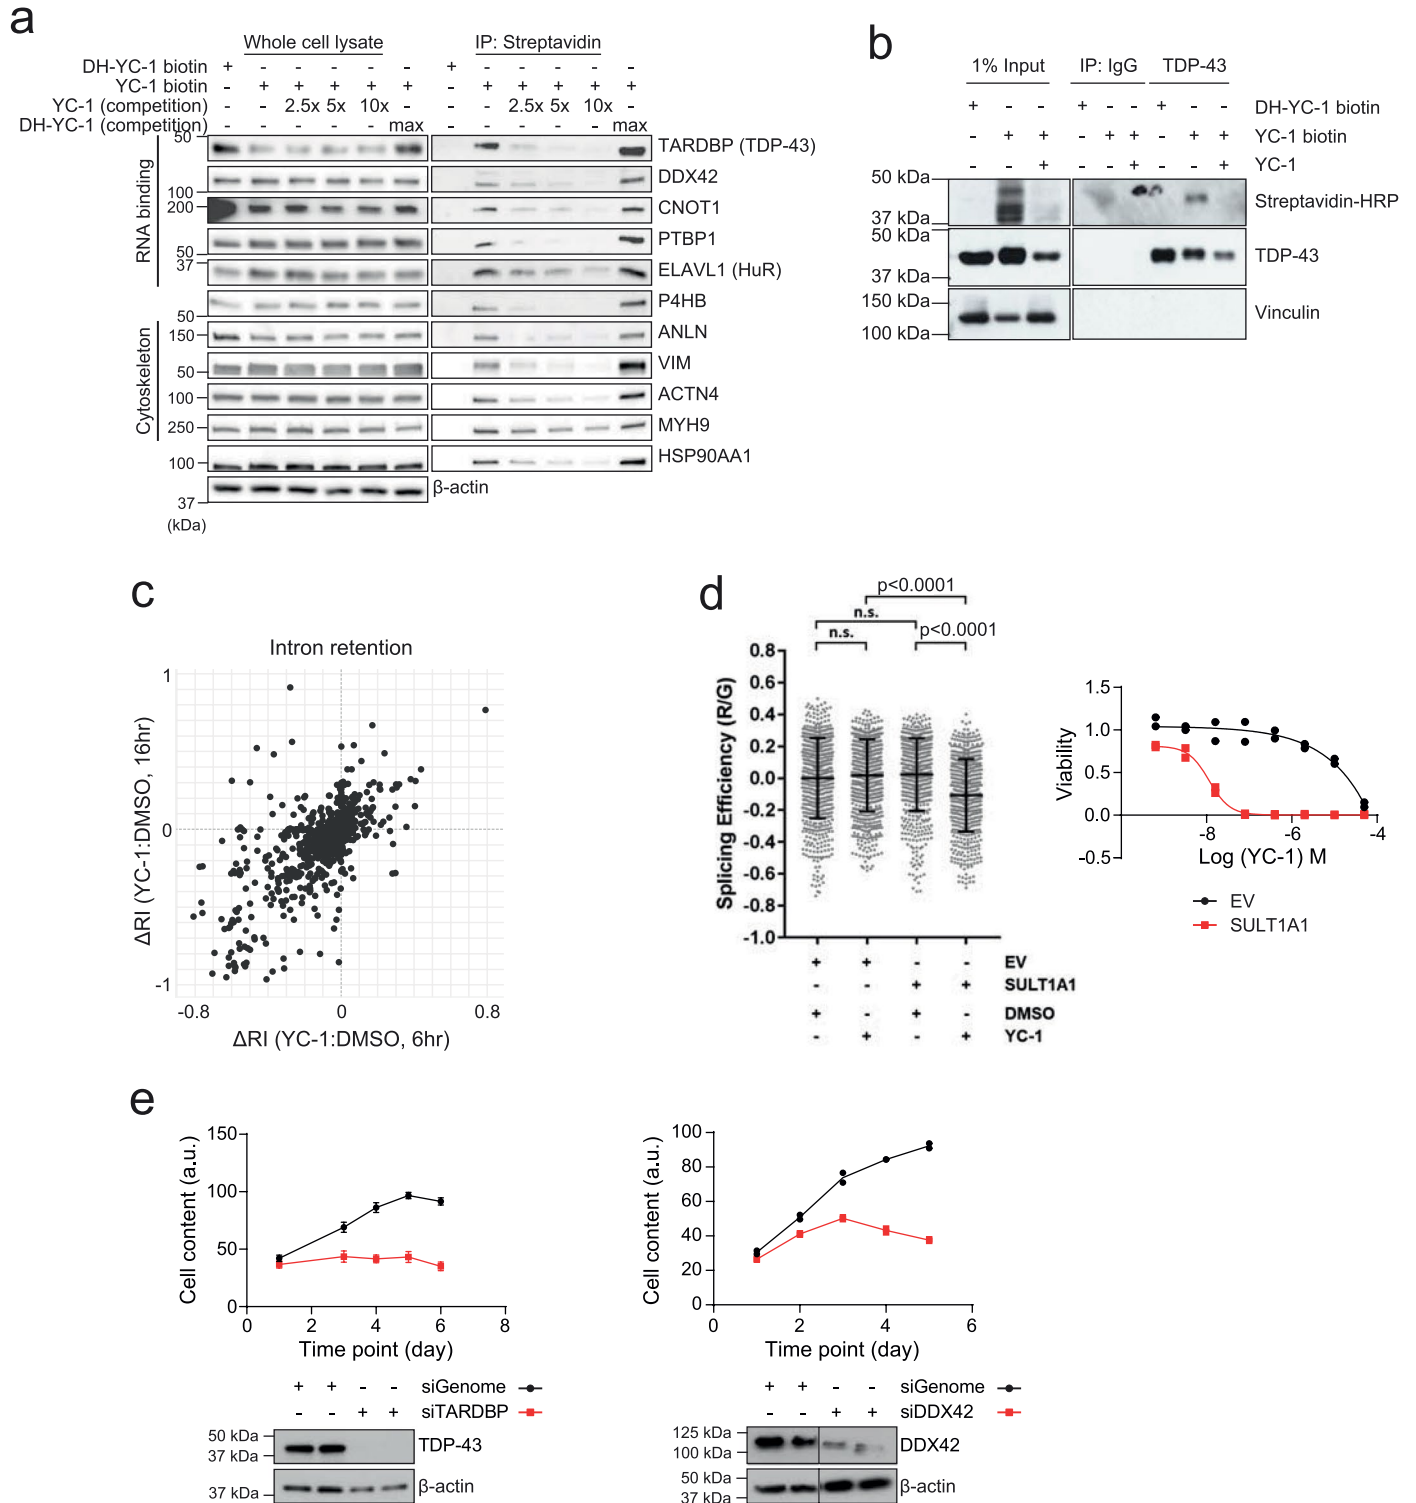 a
Whole cell lysate
IP: Streptavidin
DH-YC-1 biotin + - - - - - + - - - - -
YC-1 biotin - + + + + + - + + + + +
YC-1 (competition) - - 2.5x 5x 10x - - - 2.5x 5x 10x -
DH-YC-1 (competition) - - - - - max - - - - - max
RNA binding
Cytoskeleton
50
TARDBP (TDP-43)
100
DDX42
200
CNOT1
50
PTBP1
37
ELAVL1 (HuR)
50
P4HB
150
ANLN
50
VIM
100
ACTN4
250
MYH9
100
HSP90AA1
37
β-actin
(kDa)
b
1% Input
IP: IgG
TDP-43
+ - - + - - + - - DH-YC-1 biotin
- + + - + + - + + YC-1 biotin
- - + - - + - - + YC-1
50 kDa
37 kDa
Streptavidin-HRP
50 kDa
37 kDa
TDP-43
150 kDa
100 kDa
Vinculin
c
Intron retention
ΔRI (YC-1:DMSO, 16hr)
1
0
-1
-0.8
0
0.8
ΔRI (YC-1:DMSO, 6hr)
d
p<0.0001
n.s.
n.s.
p<0.0001
Splicing Efficiency (R/G)
0.8
0.6
0.4
0.2
0.0
-0.2
-0.4
-0.6
-0.8
-1.0
+ + - - EV
- - + + SULT1A1
+ - + - DMSO
- + - + YC-1
Viability
1.5
1.0
0.5
0.0
-0.5
-8
-6
-4
Log (YC-1) M
EV
SULT1A1
e
Cell content (a.u.)
150
100
50
0
0
2
4
6
8
Time point (day)
+ + - - siGenome
- - + + siTARDBP
50 kDa
37 kDa
TDP-43
37 kDa
β-actin
Cell content (a.u.)
100
80
60
40
20
0
0
2
4
6
Time point (day)
+ + - - siGenome
- - + + siDDX42
125 kDa
100 kDa
DDX42
50 kDa
37 kDa
β-actin